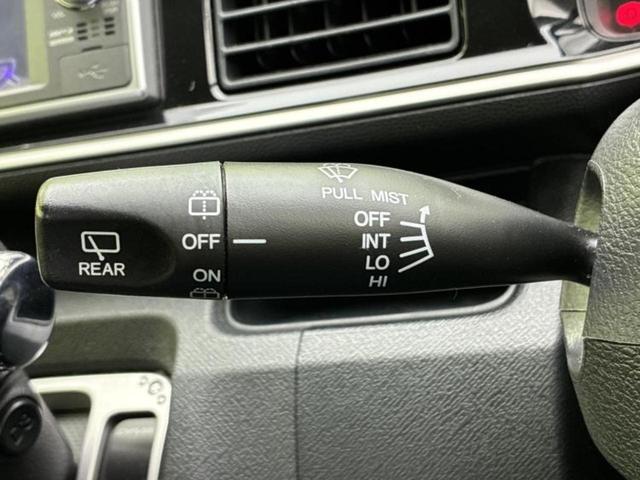 PULL MIST
OFF
INT
LO
HI
REAR
OFF
ON